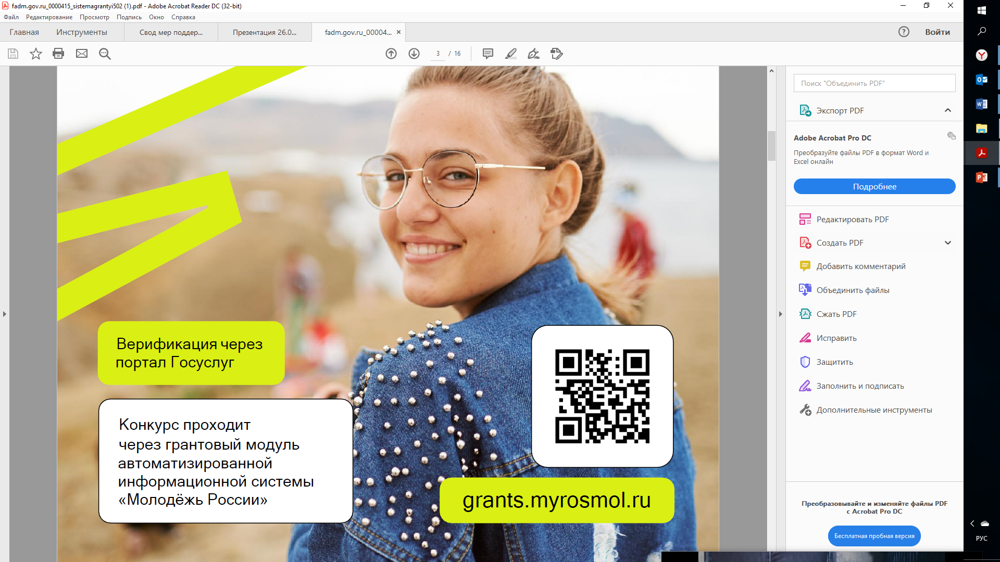 fadm.gov.ru_0000415_sistemagrantyi502 (1).pdf - Adobe Acrobat Reader DC (32-bit)
Файл Редактирование Просмотр Подпись Окно Справка
Главная Инструменты Свод мер поддер... Презентация 26.0... fadm.gov.ru_00004... Войти
3 / 16
Поиск "Объединить PDF"
Экспорт PDF
Adobe Acrobat Pro DC
Преобразуйте файлы PDF в формат Word и
Excel онлайн
Подробнее
Редактировать PDF
Создать PDF
Добавить комментарий
Объединить файлы
Сжать PDF
Исправить
Защитить
Заполнить и подписать
Дополнительные инструменты
Преобразовывайте и изменяйте файлы PDF
с Acrobat Pro DC
Бесплатная пробная версия
Верификация через
портал Госуслуг
Конкурс проходит
через грантовый модуль
автоматизированной
информационной системы
«Молодёжь России»
grants.myrosmol.ru
РУС